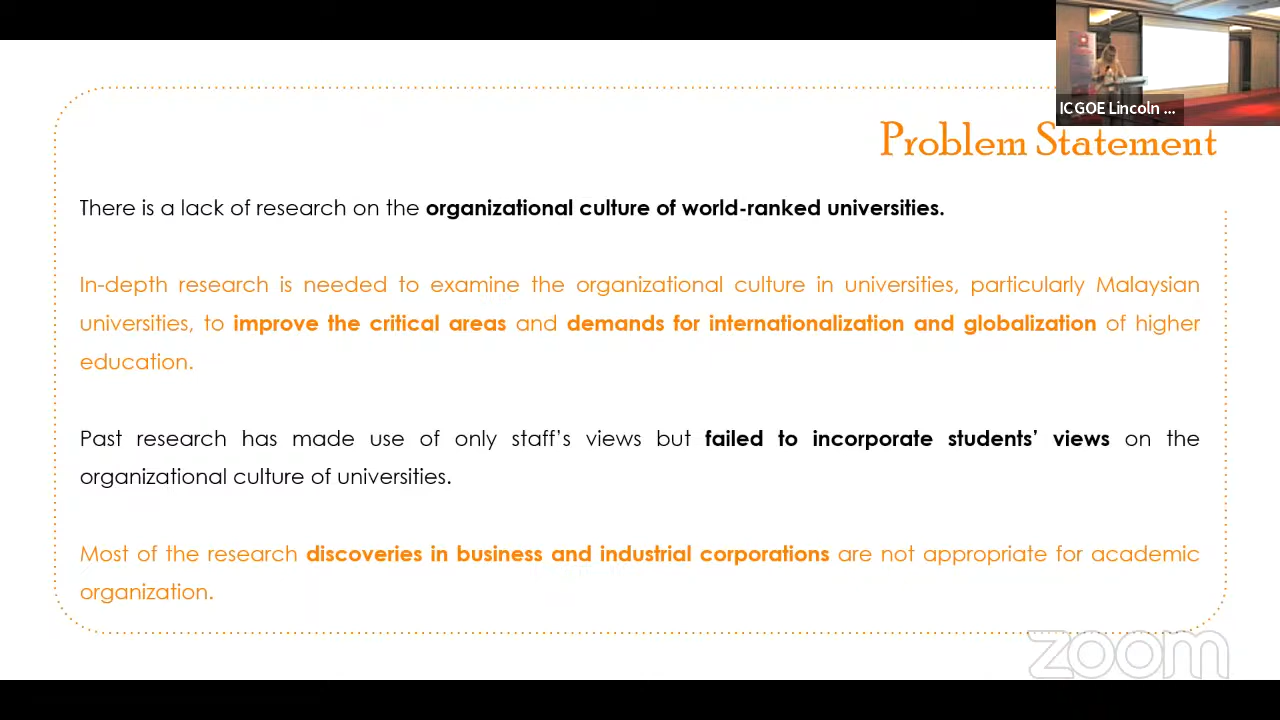 ICGOE Lincoln ...
Problem Statement
There is a lack of research on the organizational culture of world-ranked universities.
In-depth research is needed to examine the organizational culture in universities, particularly Malaysian
universities, to improve the critical areas and demands for internationalization and globalization of higher
education.
Past research has made use of only staff's views but failed to incorporate students' views on the
organizational culture of universities.
Most of the research discoveries in business and industrial corporations are not appropriate for academic
organization.
zoom